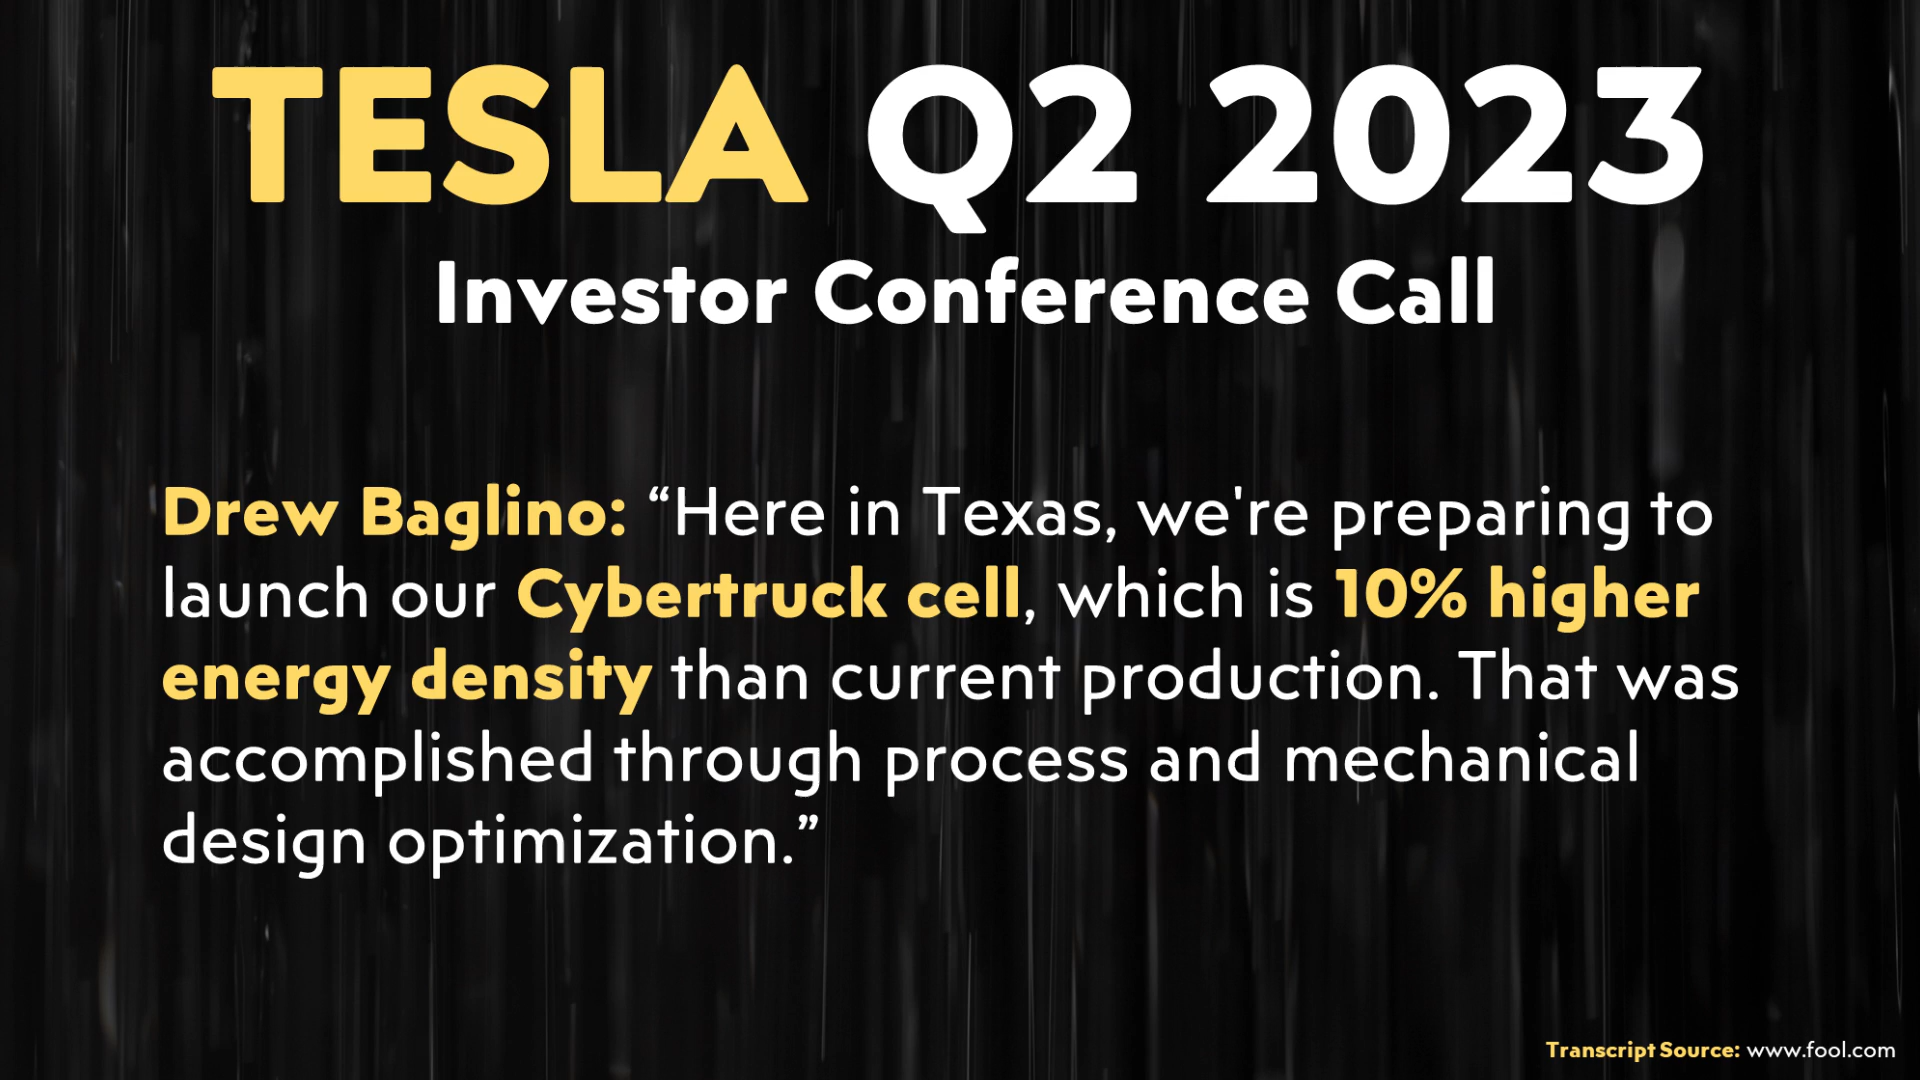 TESLA Q2 2023
Investor Conference Call
Drew Baglino: “Here in Texas, we're preparing to
launch our Cybertruck cell, which is 10% higher
energy density than current production. That was
accomplished through process and mechanical
design optimization.”
Transcript Source: www.fool.com